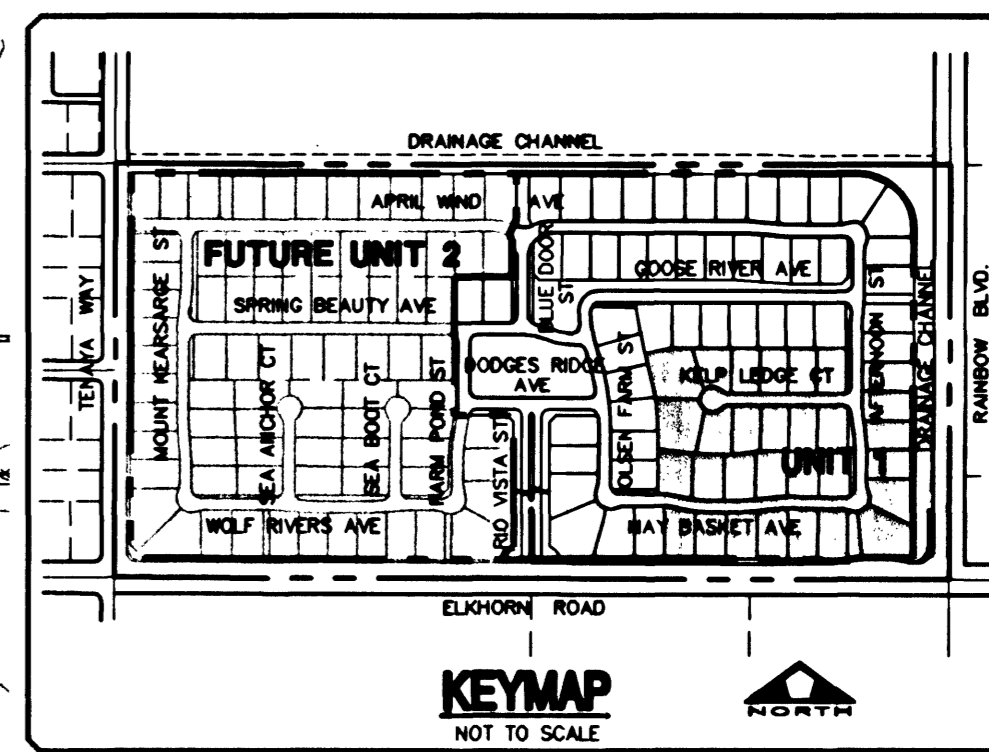 DRAINAGE CHANNEL
APRIL WIND AVE
FUTURE UNIT 2
BLUE DOOR
ST
GOOSE RIVER AVE
SPRING BEAUTY AVE
MOUNT KEARSARGE ST
TENAYA WAY
DODGES RIDGE
AVE
OLSEN FARM ST
KELP LEDGE CT
AFTERNOON ST
DRAINAGE CHANNEL
RAINBOW BLVD.
SEA ANCHOR CT
SEA BOOT CT
FARM POND ST
RIO VISTA ST
UNIT 1
WOLF RIVERS AVE
MAY BASKET AVE
ELKHORN ROAD
KEYMAP
NOT TO SCALE
NORTH